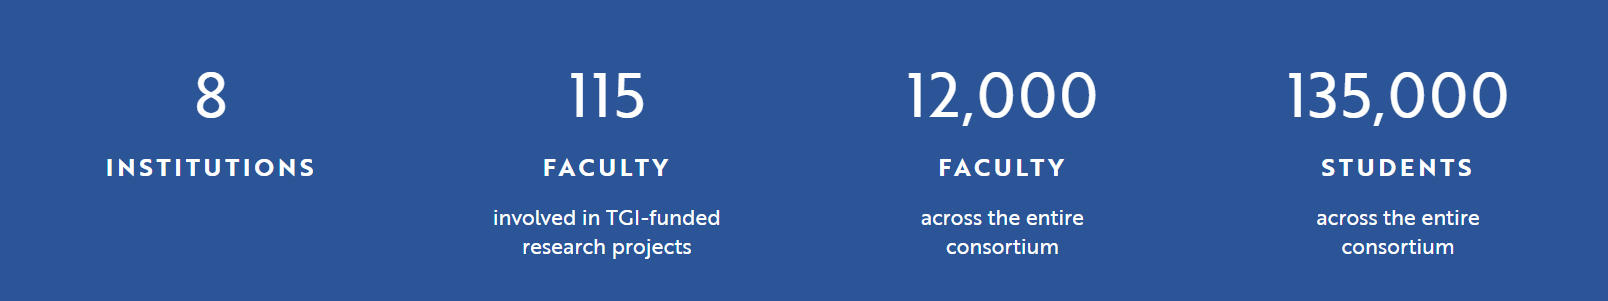 8
INSTITUTIONS
115
FACULTY
involved in TGI-funded
research projects
12,000
FACULTY
across the entire
consortium
135,000
STUDENTS
across the entire
consortium